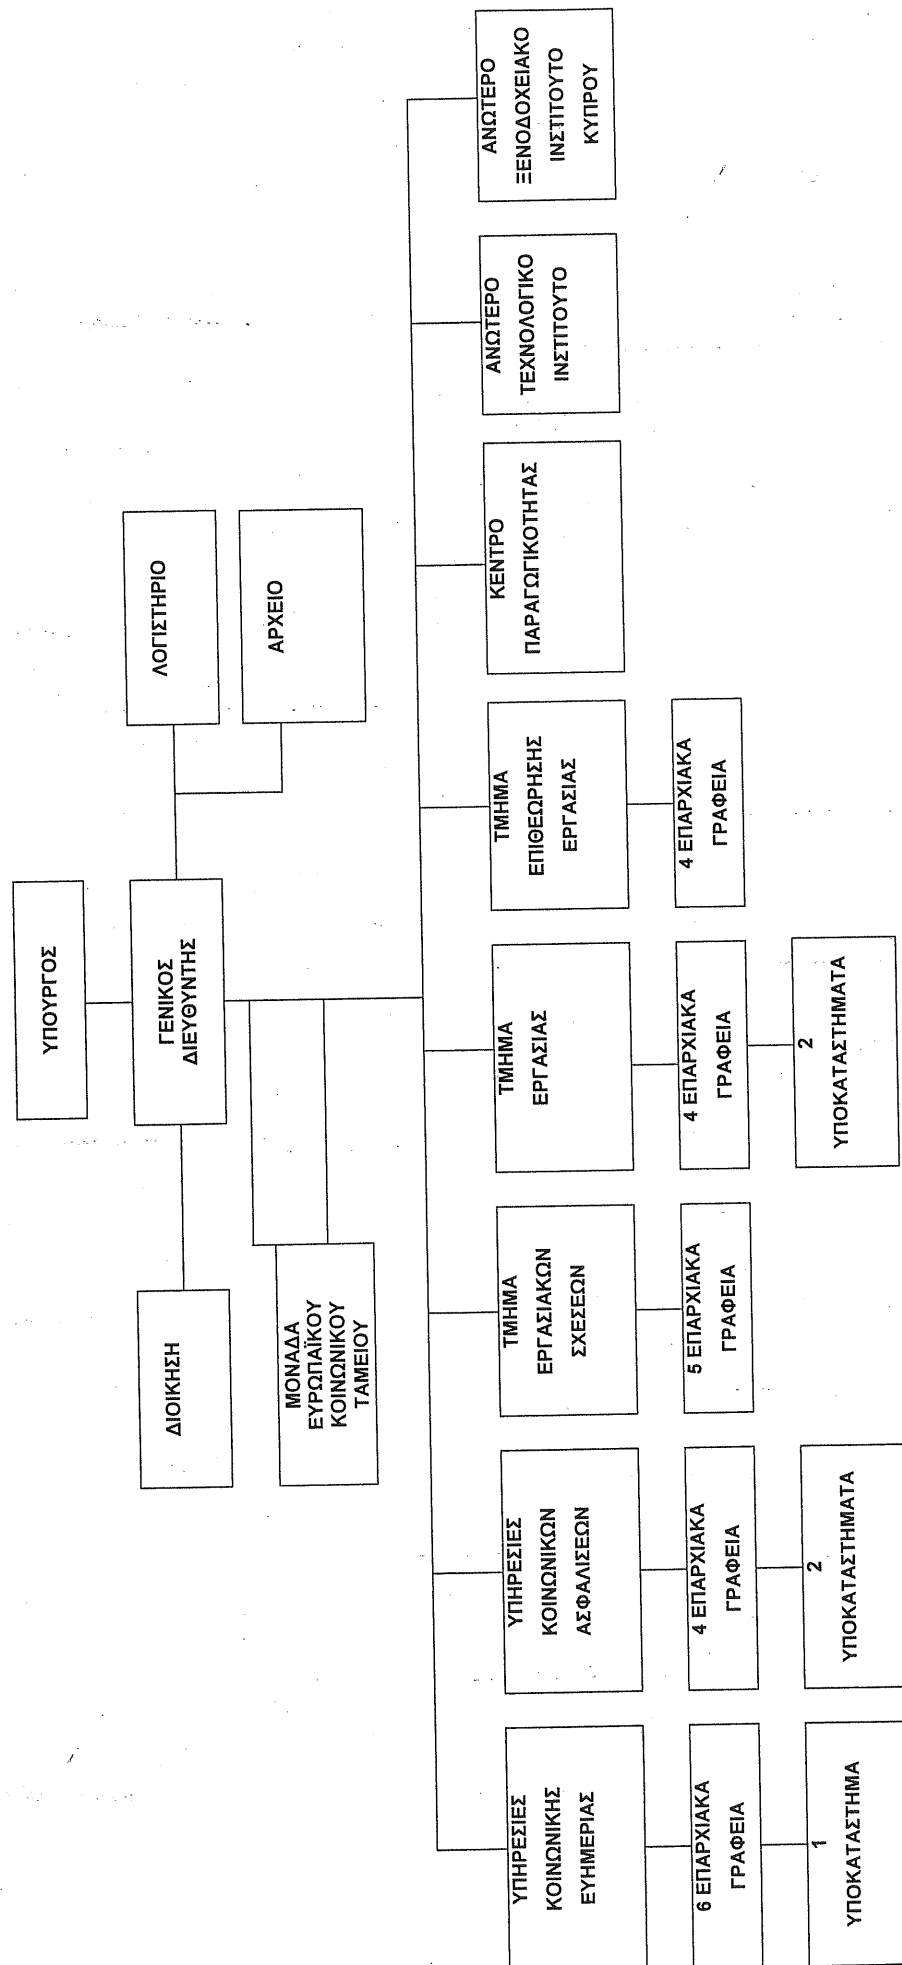 ΥΠΟΥΡΓΟΣ
ΓΕΝΙΚΟΣ
ΔΙΕΥΘΥΝΤΗΣ
ΔΙΟΙΚΗΣΗ
ΛΟΓΙΣΤΗΡΙΟ
ΑΡΧΕΙΟ
ΜΟΝΑΔΑ
ΕΥΡΩΠΑΪΚΟΥ
ΚΟΙΝΩΝΙΚΟΥ
ΤΑΜΕΙΟΥ
ΥΠΗΡΕΣΙΕΣ
ΚΟΙΝΩΝΙΚΗΣ
ΕΥΗΜΕΡΙΑΣ
6 ΕΠΑΡΧΙΑΚΑ
ΓΡΑΦΕΙΑ
1
ΥΠΟΚΑΤΑΣΤΗΜΑ
ΥΠΗΡΕΣΙΕΣ
ΚΟΙΝΩΝΙΚΩΝ
ΑΣΦΑΛΙΣΕΩΝ
4 ΕΠΑΡΧΙΑΚΑ
ΓΡΑΦΕΙΑ
2
ΥΠΟΚΑΤΑΣΤΗΜΑΤΑ
ΤΜΗΜΑ
ΕΡΓΑΣΙΑΚΩΝ
ΣΧΕΣΕΩΝ
5 ΕΠΑΡΧΙΑΚΑ
ΓΡΑΦΕΙΑ
ΤΜΗΜΑ
ΕΡΓΑΣΙΑΣ
4 ΕΠΑΡΧΙΑΚΑ
ΓΡΑΦΕΙΑ
2
ΥΠΟΚΑΤΑΣΤΗΜΑΤΑ
ΤΜΗΜΑ
ΕΠΙΘΕΩΡΗΣΗΣ
ΕΡΓΑΣΙΑΣ
4 ΕΠΑΡΧΙΑΚΑ
ΓΡΑΦΕΙΑ
ΚΕΝΤΡΟ
ΠΑΡΑΓΩΓΙΚΟΤΗΤΑΣ
ΑΝΩΤΕΡΟ
ΤΕΧΝΟΛΟΓΙΚΟ
ΙΝΣΤΙΤΟΥΤΟ
ΑΝΩΤΕΡΟ
ΞΕΝΟΔΟΧΕΙΑΚΟ
ΙΝΣΤΙΤΟΥΤΟ
ΚΥΠΡΟΥ